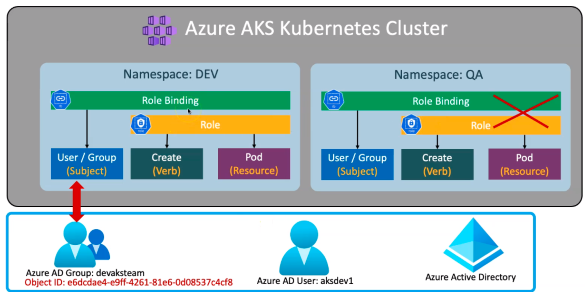 Azure AKS Kubernetes Cluster
Namespace: DEV
Role Binding
Role
User / Group
(Subject)
Create
(Verb)
Pod
(Resource)
Namespace: QA
Role Binding
Role
User / Group
(Subject)
Create
(Verb)
Pod
(Resource)
Azure AD Group: devaksteam
Object ID: e6dcdae4-e9ff-4261-81e6-0d08537c4cf8
Azure AD User: aksdev1
Azure Active Directory